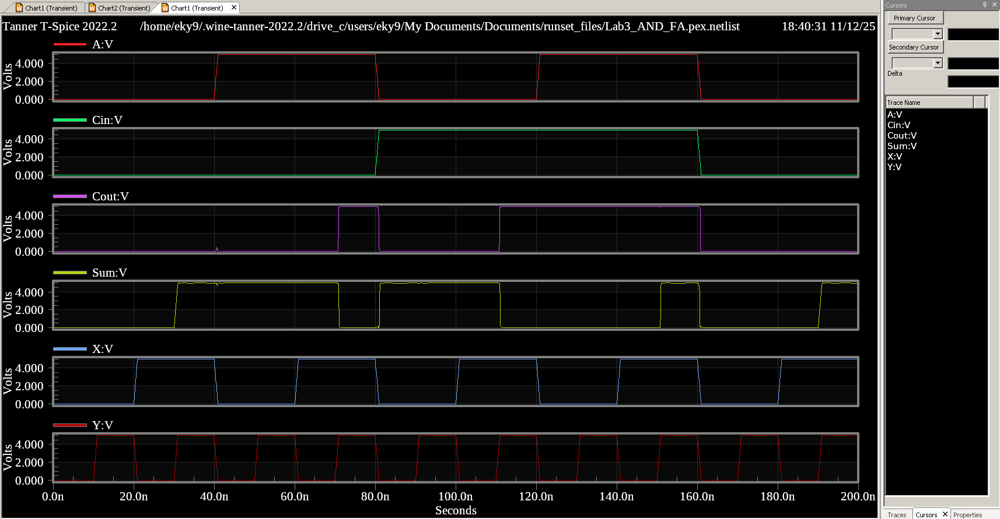 Chart1 (Transient) Chart2 (Transient) Chart1 (Transient)
Tanner T-Spice 2022.2 /home/eky9/.wine-tanner-2022.2/drive_c/users/eky9/My Documents/Documents/runset_files/Lab3_AND_FA.pex.netlist 18:40:31 11/12/25
A:V
Volts
4.000
2.000
0.000
Cin:V
Volts
4.000
2.000
0.000
Cout:V
Volts
4.000
2.000
0.000
Sum:V
Volts
4.000
2.000
0.000
X:V
Volts
4.000
2.000
0.000
Y:V
Volts
4.000
2.000
0.000
0.0n 20.0n 40.0n 60.0n 80.0n 100.0n 120.0n 140.0n 160.0n 180.0n 200.0n
Seconds
Cursors
Primary Cursor
Secondary Cursor
Delta
Trace Name
A:V
Cin:V
Cout:V
Sum:V
X:V
Y:V
Traces Cursors Properties